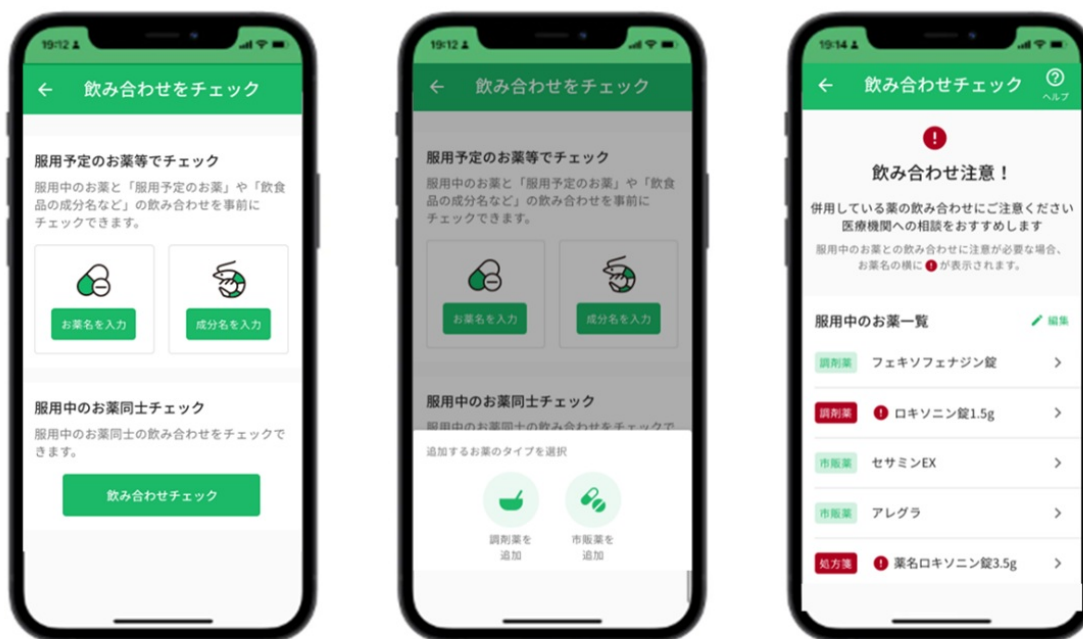 19:12
飲み合わせをチェック
服用予定のお薬等でチェック
服用中のお薬と「服用予定のお薬」や「飲食
品の成分名など」の飲み合わせを事前に
チェックできます。
お薬名を入力
成分名を入力
服用中のお薬同士チェック
服用中のお薬同士の飲み合わせをチェックで
きます。
飲み合わせチェック
19:12
飲み合わせをチェック
服用予定のお薬等でチェック
服用中のお薬と「服用予定のお薬」や「飲食
品の成分名など」の飲み合わせを事前に
チェックできます。
お薬名を入力
成分名を入力
服用中のお薬同士チェック
服用中のお薬同士の飲み合わせをチェックで
追加するお薬のタイプを選択
調剤薬を
追加
市販薬を
追加
19:14
飲み合わせチェック
ヘルプ
飲み合わせ注意！
併用している薬の飲み合わせにご注意ください
医療機関への相談をおすすめします
服用中のお薬との飲み合わせに注意が必要な場合、
お薬名の横に が表示されます。
服用中のお薬一覧
編集
調剤薬 フェキソフェナジン錠
調剤薬 ロキソニン錠1.5g
市販薬 セサミンEX
市販薬 アレグラ
処方箋 薬名ロキソニン錠3.5g